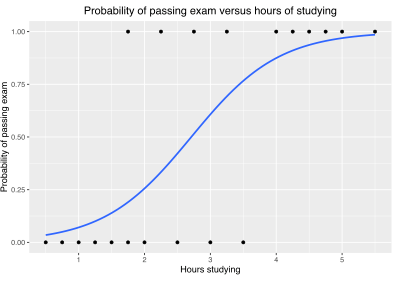 Probability of passing exam versus hours of studying
Probability of passing exam
1.00
0.75
0.50
0.25
0.00
1 2 3 4 5
Hours studying